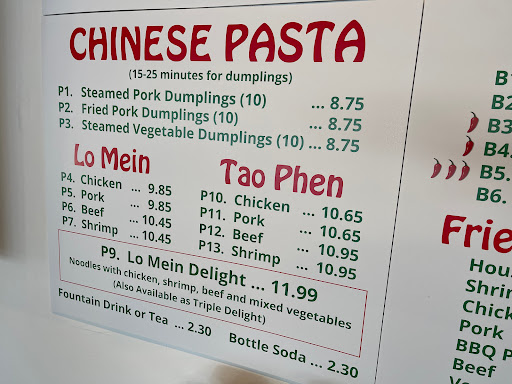 CHINESE PASTA
(15-25 minutes for dumplings)
P1. Steamed Pork Dumplings (10) ... 8.75
P2. Fried Pork Dumplings (10) ... 8.75
P3. Steamed Vegetable Dumplings (10) ... 8.75
Lo Mein
P4. Chicken ... 9.85
P5. Pork ... 9.85
P6. Beef ... 10.45
P7. Shrimp ... 10.45
Tao Phen
P10. Chicken ... 10.65
P11. Pork ... 10.65
P12. Beef ... 10.95
P13. Shrimp ... 10.95
P9. Lo Mein Delight ... 11.99
Noodles with chicken, shrimp, beef and mixed vegetables
(Also Available as Triple Delight)
Fountain Drink or Tea ... 2.30
Bottle Soda ... 2.30
B2
B3
B4.
B5.
B6.
Frie
Hou
Shri
Chick
Pork
BBQ P
Beef